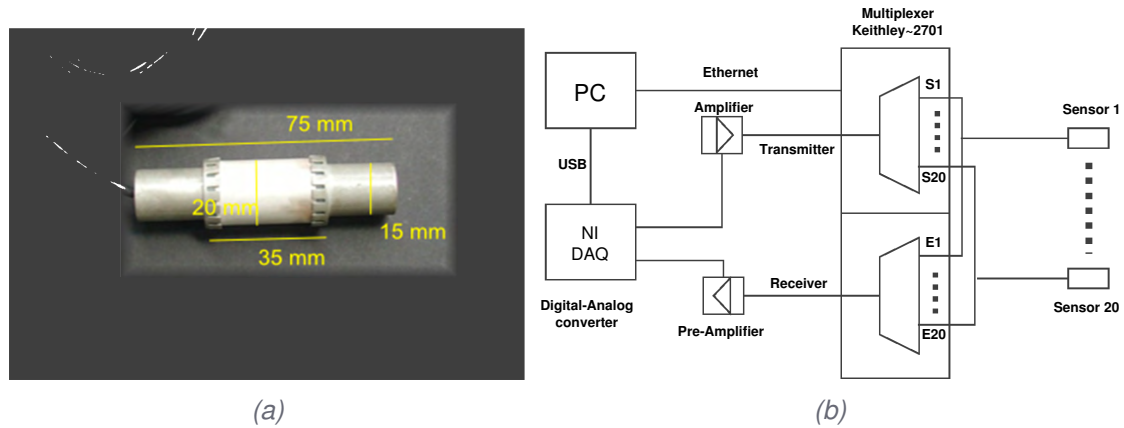 75 mm
20 mm
15 mm
35 mm
(a)
Multiplexer
Keithley~2701
PC
Ethernet
Amplifier
Transmitter
USB
S1
S20
Sensor 1
NI
DAQ
E1
Receiver
E20
Sensor 20
Digital-Analog
converter
Pre-Amplifier
(b)